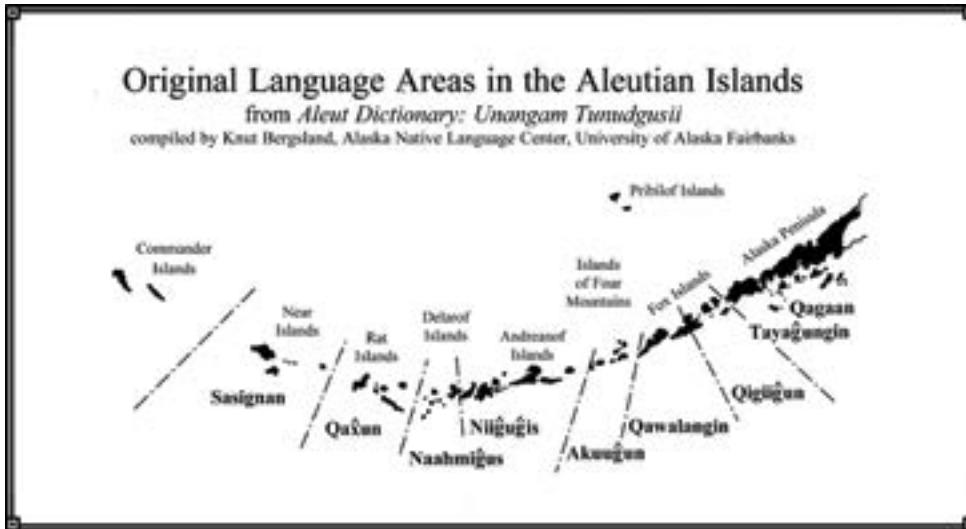 Original Language Areas in the Aleutian Islands
from Aleut Dictionary: Unangam Tunudgusii
compiled by Knut Bergsland, Alaska Native Language Center, University of Alaska Fairbanks
Pribilof Islands
Commander
Islands
Near
Islands
Rat
Islands
Delarof
Islands
Andreanof
Islands
Islands
of Four
Mountains
Fox Islands
Alaska Peninsula
Sasignan
Qax̂un
Naahmiĝus
Niiĝuĝis
Akuuĝun
Qawalangin
Qigiiĝun
Tayaĝungin
Qagaan